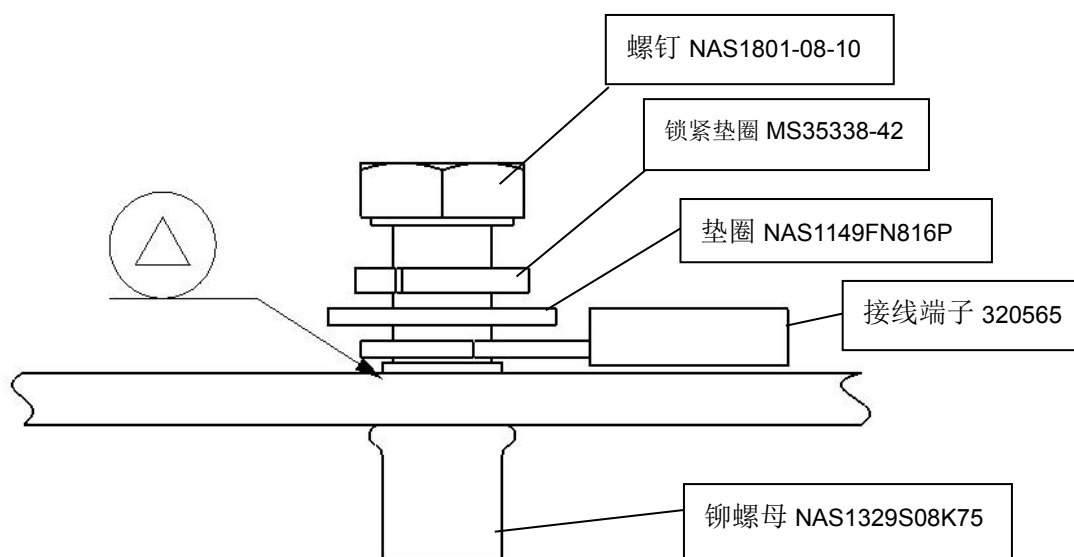 螺钉 NAS1801-08-10
锁紧垫圈 MS35338-42
垫圈 NAS1149FN816P
接线端子 320565
铆螺母 NAS1329S08K75